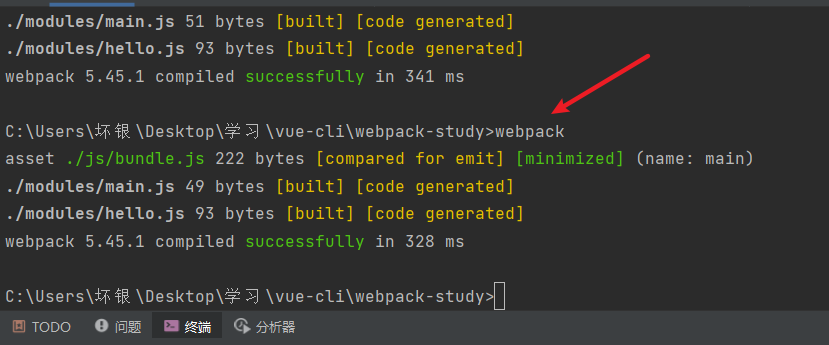 ./modules/main.js 51 bytes [built] [code generated]
./modules/hello.js 93 bytes [built] [code generated]
webpack 5.45.1 compiled successfully in 341 ms
C:\Users\坏银\Desktop\学习\vue-cli\webpack-study>webpack
asset ./js/bundle.js 222 bytes [compared for emit] [minimized] (name: main)
./modules/main.js 49 bytes [built] [code generated]
./modules/hello.js 93 bytes [built] [code generated]
webpack 5.45.1 compiled successfully in 328 ms
C:\Users\坏银\Desktop\学习\vue-cli\webpack-study>
TODO 问题 终端 分析器